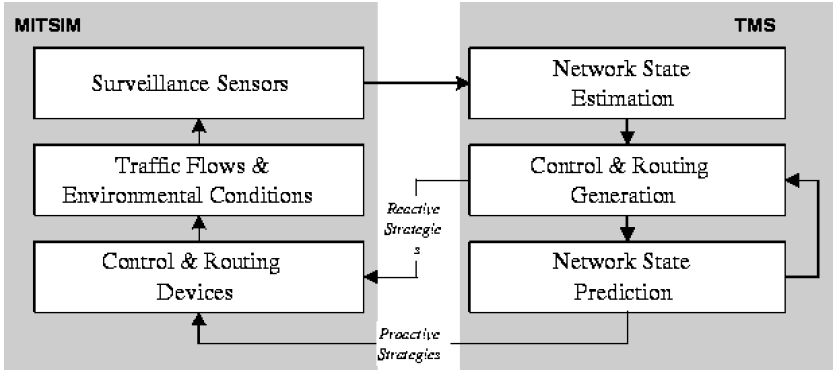 MITSIM
TMS
Surveillance Sensors
Network State
Estimation
Traffic Flows &
Environmental Conditions
Control & Routing
Generation
Reactive
Strategie
s
Control & Routing
Devices
Network State
Prediction
Proactive
Strategies